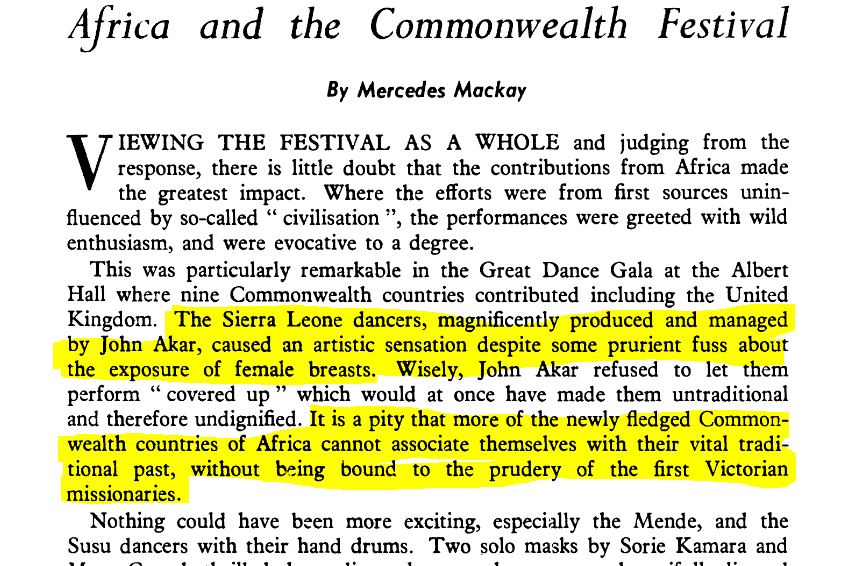 Africa and the Commonwealth Festival
By Mercedes Mackay
VIEWING THE FESTIVAL AS A WHOLE and judging from the
response, there is little doubt that the contributions from Africa made
the greatest impact. Where the efforts were from first sources unin-
fluenced by so-called “ civilisation ”, the performances were greeted with wild
enthusiasm, and were evocative to a degree.
This was particularly remarkable in the Great Dance Gala at the Albert
Hall where nine Commonwealth countries contributed including the United
Kingdom. The Sierra Leone dancers, magnificently produced and managed
by John Akar, caused an artistic sensation despite some prurient fuss about
the exposure of female breasts. Wisely, John Akar refused to let them
perform “ covered up ” which would at once have made them untraditional
and therefore undignified. It is a pity that more of the newly fledged Common-
wealth countries of Africa cannot associate themselves with their vital tradi-
tional past, without being bound to the prudery of the first Victorian
missionaries.
Nothing could have been more exciting, especially the Mende, and the
Susu dancers with their hand drums. Two solo masks by Sorie Kamara and